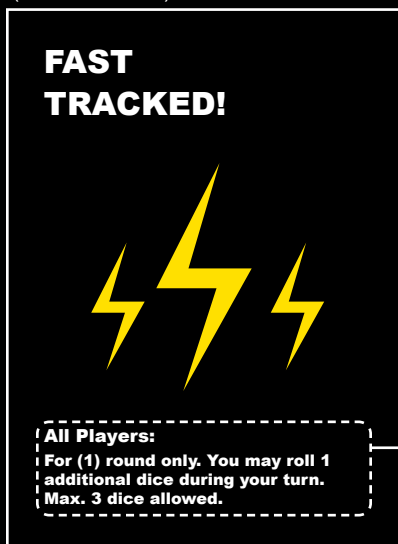 FAST
TRACKED!
All Players:
For (1) round only. You may roll 1
additional dice during your turn.
Max. 3 dice allowed.